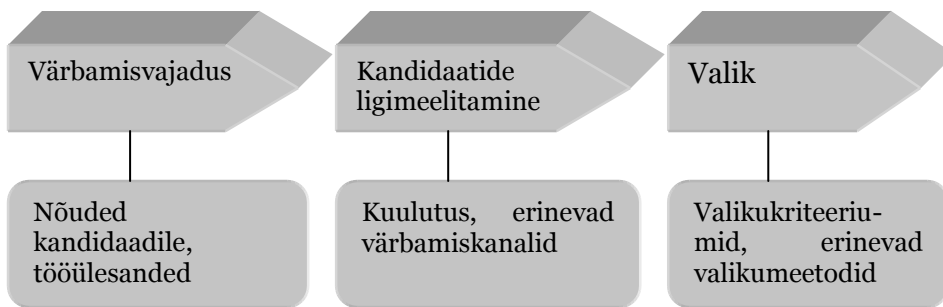 Värbamisvajadus
Kandidaatide
ligimeelitamine
Valik
Nõuded
kandidaadile,
tööülesanded
Kuulutus, erinevad
värbamiskanalid
Valikukriteeriu-
mid, erinevad
valikumeetodid